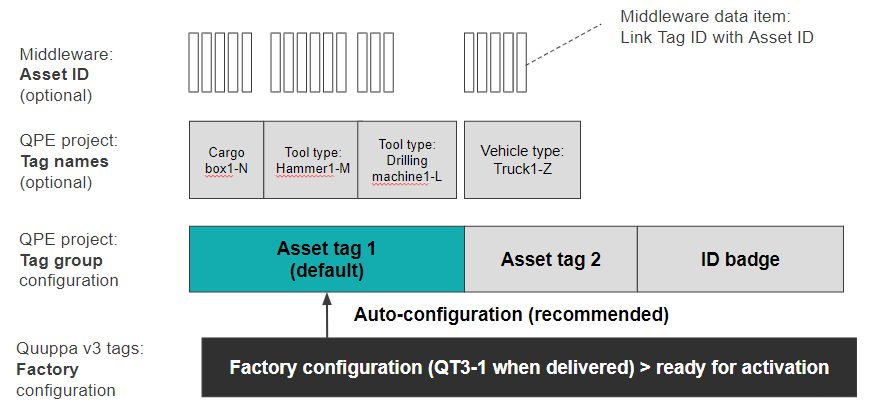 Middleware data item:
Link Tag ID with Asset ID
Middleware:
Asset ID
(optional)
QPE project:
Tag names
(optional)
Cargo
box1-N
Tool type:
Hammer1-M
Tool type:
Drilling
machine1-L
Vehicle type:
Truck1-Z
QPE project:
Tag group
configuration
Asset tag 1
(default)
Asset tag 2
ID badge
Auto-configuration (recommended)
Quuppa v3 tags:
Factory
configuration
Factory configuration (QT3-1 when delivered) > ready for activation